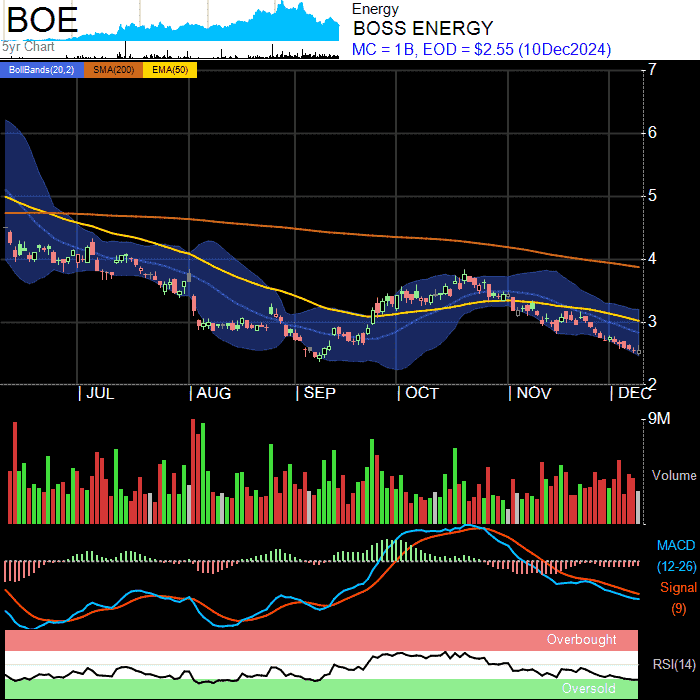 BOE
5yr Chart
Energy
BOSS ENERGY
MC = 1B, EOD = $2.55 (10Dec2024)
BollBands(20,2) SMA(200) EMA(50)
7
6
5
4
3
2
JUL AUG SEP OCT NOV DEC
9M
Volume
MACD
(12-26)
Signal
(9)
Overbought
RSI(14)
Oversold